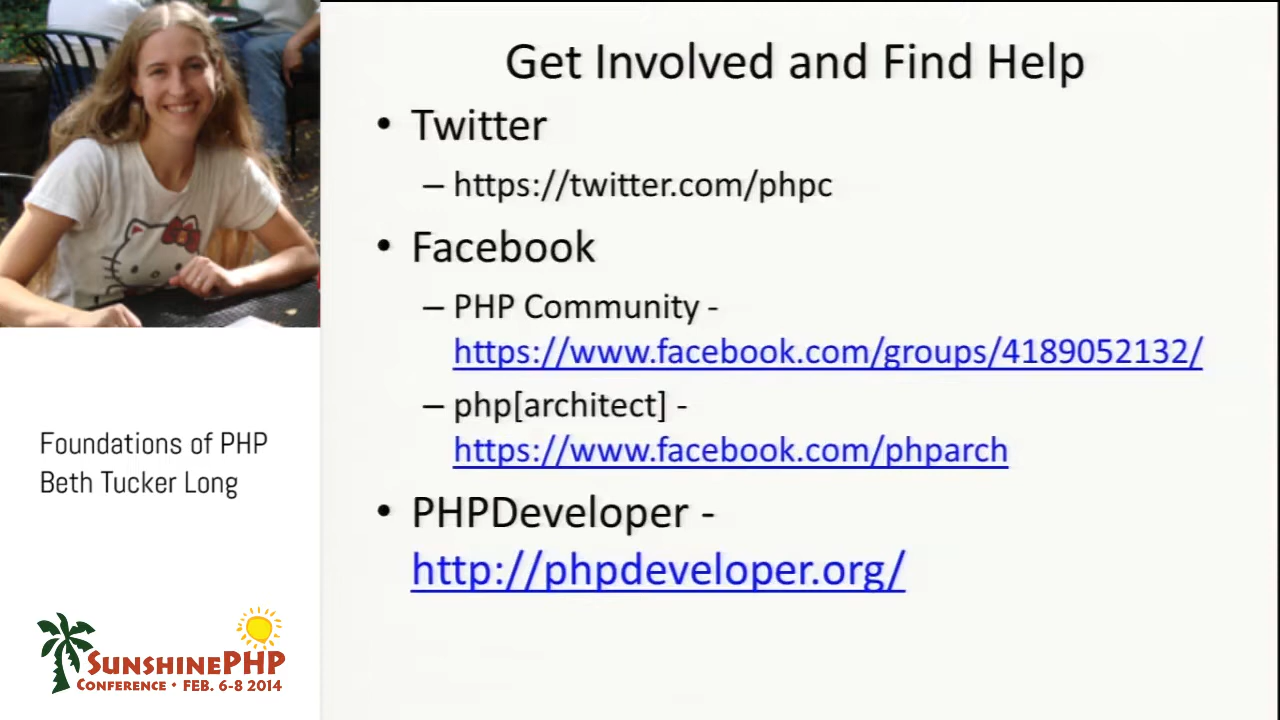 Get Involved and Find Help
• Twitter
– https://twitter.com/phpc
• Facebook
– PHP Community -
https://www.facebook.com/groups/4189052132/
– php[architect] -
https://www.facebook.com/phparch
• PHPDeveloper -
http://phpdeveloper.org/
Foundations of PHP
Beth Tucker Long
SUNSHINEPHP
CONFERENCE • FEB. 6-8 2014